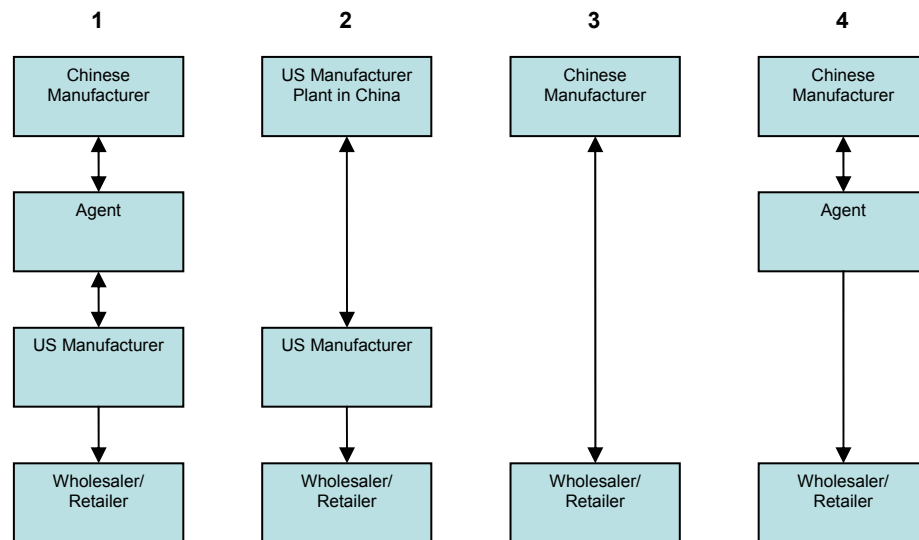 1
2
3
4
Chinese
Manufacturer
US Manufacturer
Plant in China
Chinese
Manufacturer
Chinese
Manufacturer
Agent
Agent
US Manufacturer
US Manufacturer
Wholesaler/
Retailer
Wholesaler/
Retailer
Wholesaler/
Retailer
Wholesaler/
Retailer